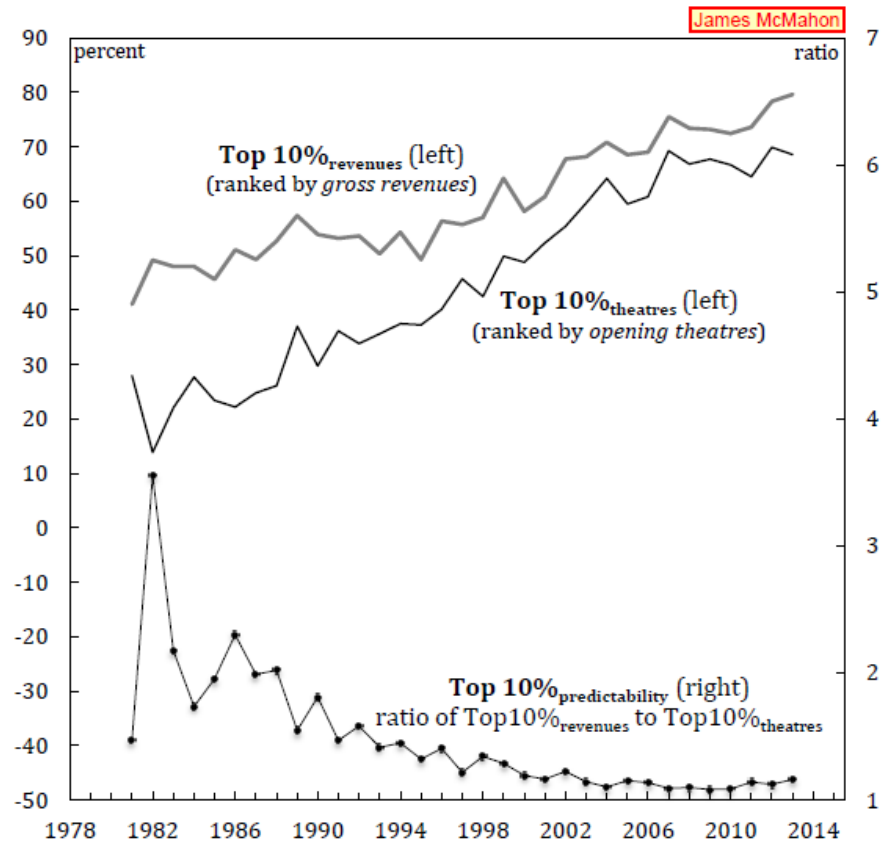 James McMahon
percent
ratio
90
80
70
60
50
40
30
20
10
0
-10
-20
-30
-40
-50
7
6
5
4
3
2
1
Top 10%revenues (left)
(ranked by gross revenues)
Top 10%theatres (left)
(ranked by opening theatres)
Top 10%predictability (right)
ratio of Top10%revenues to Top10%theatres
1978 1982 1986 1990 1994 1998 2002 2006 2010 2014